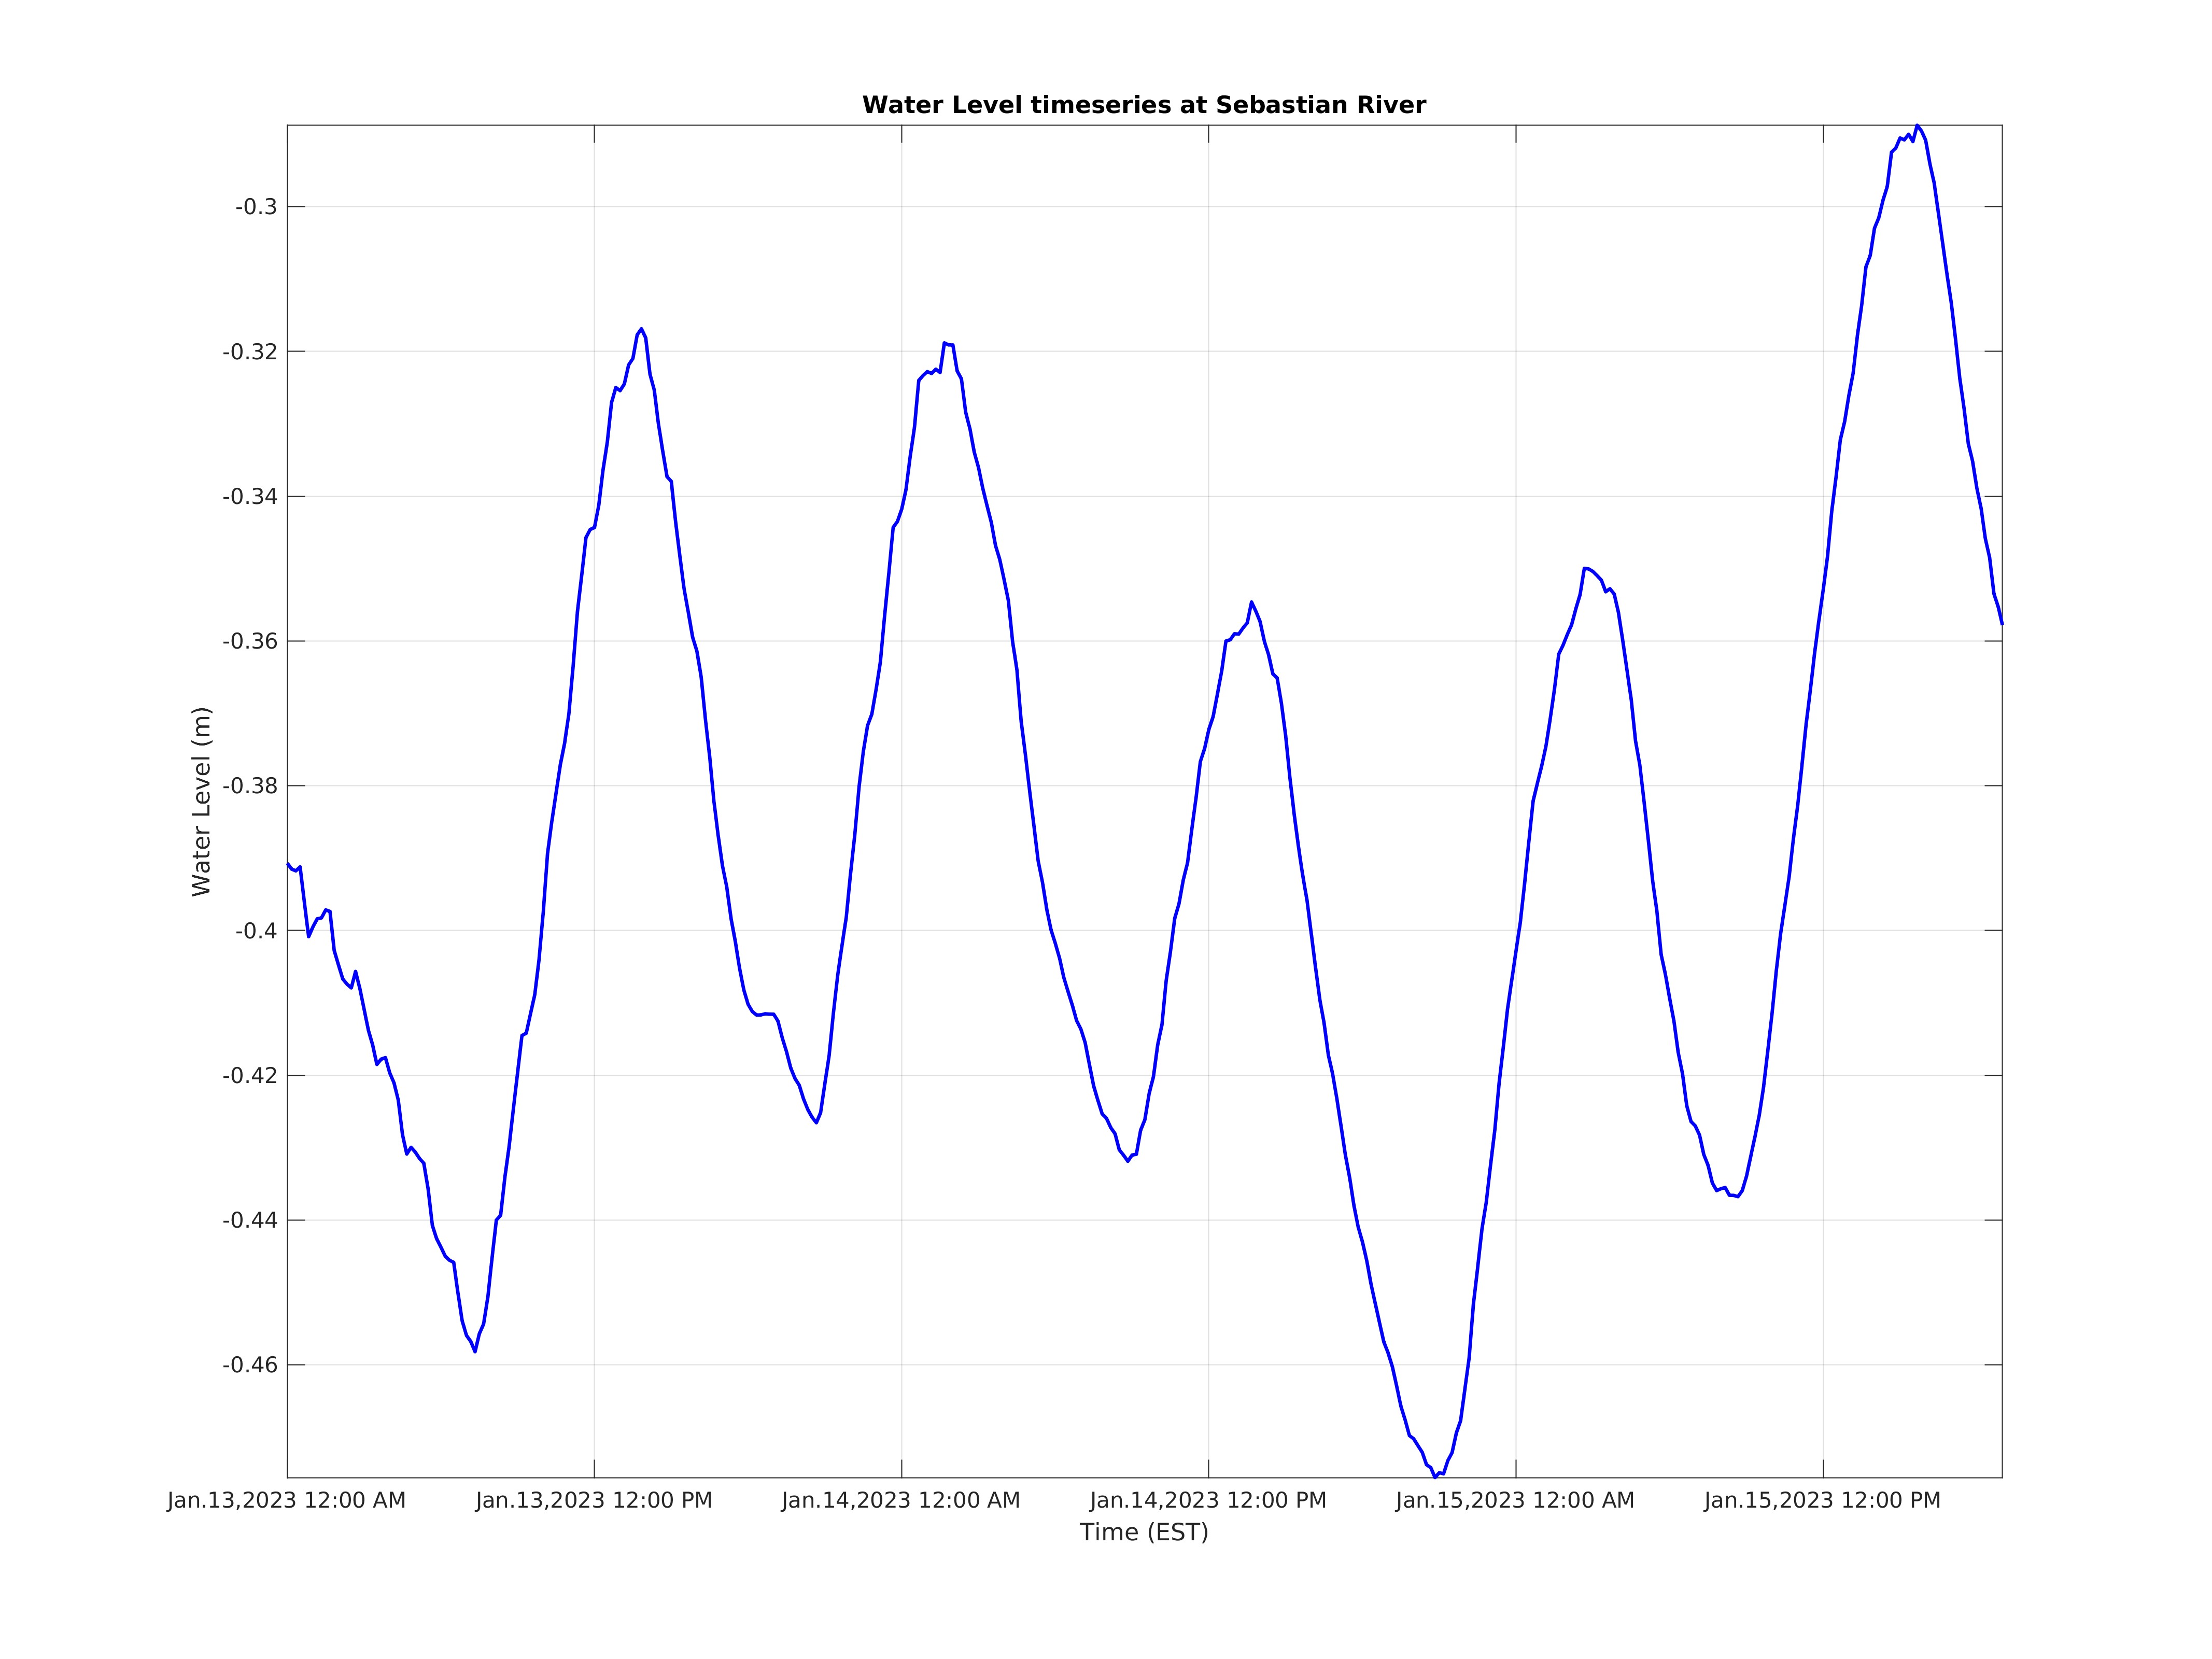 Water Level timeseries at Sebastian River
-0.3
-0.32
-0.34
-0.36
-0.38
-0.4
-0.42
-0.44
-0.46
Water Level (m)
Jan.13,2023 12:00 AM
Jan.13,2023 12:00 PM
Jan.14,2023 12:00 AM
Jan.14,2023 12:00 PM
Jan.15,2023 12:00 AM
Jan.15,2023 12:00 PM
Time (EST)